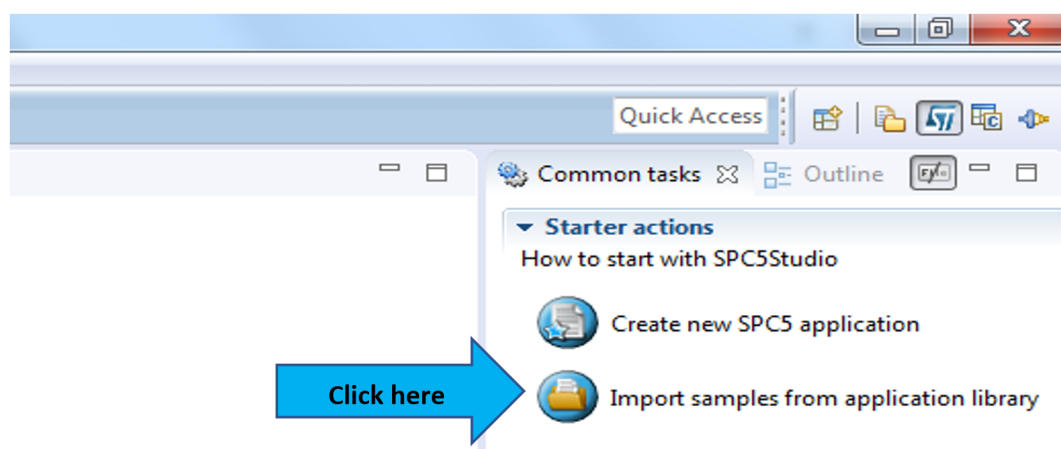 Quick Access
Common tasks
Outline
Starter actions
How to start with SPC5Studio
Create new SPC5 application
Click here
Import samples from application library